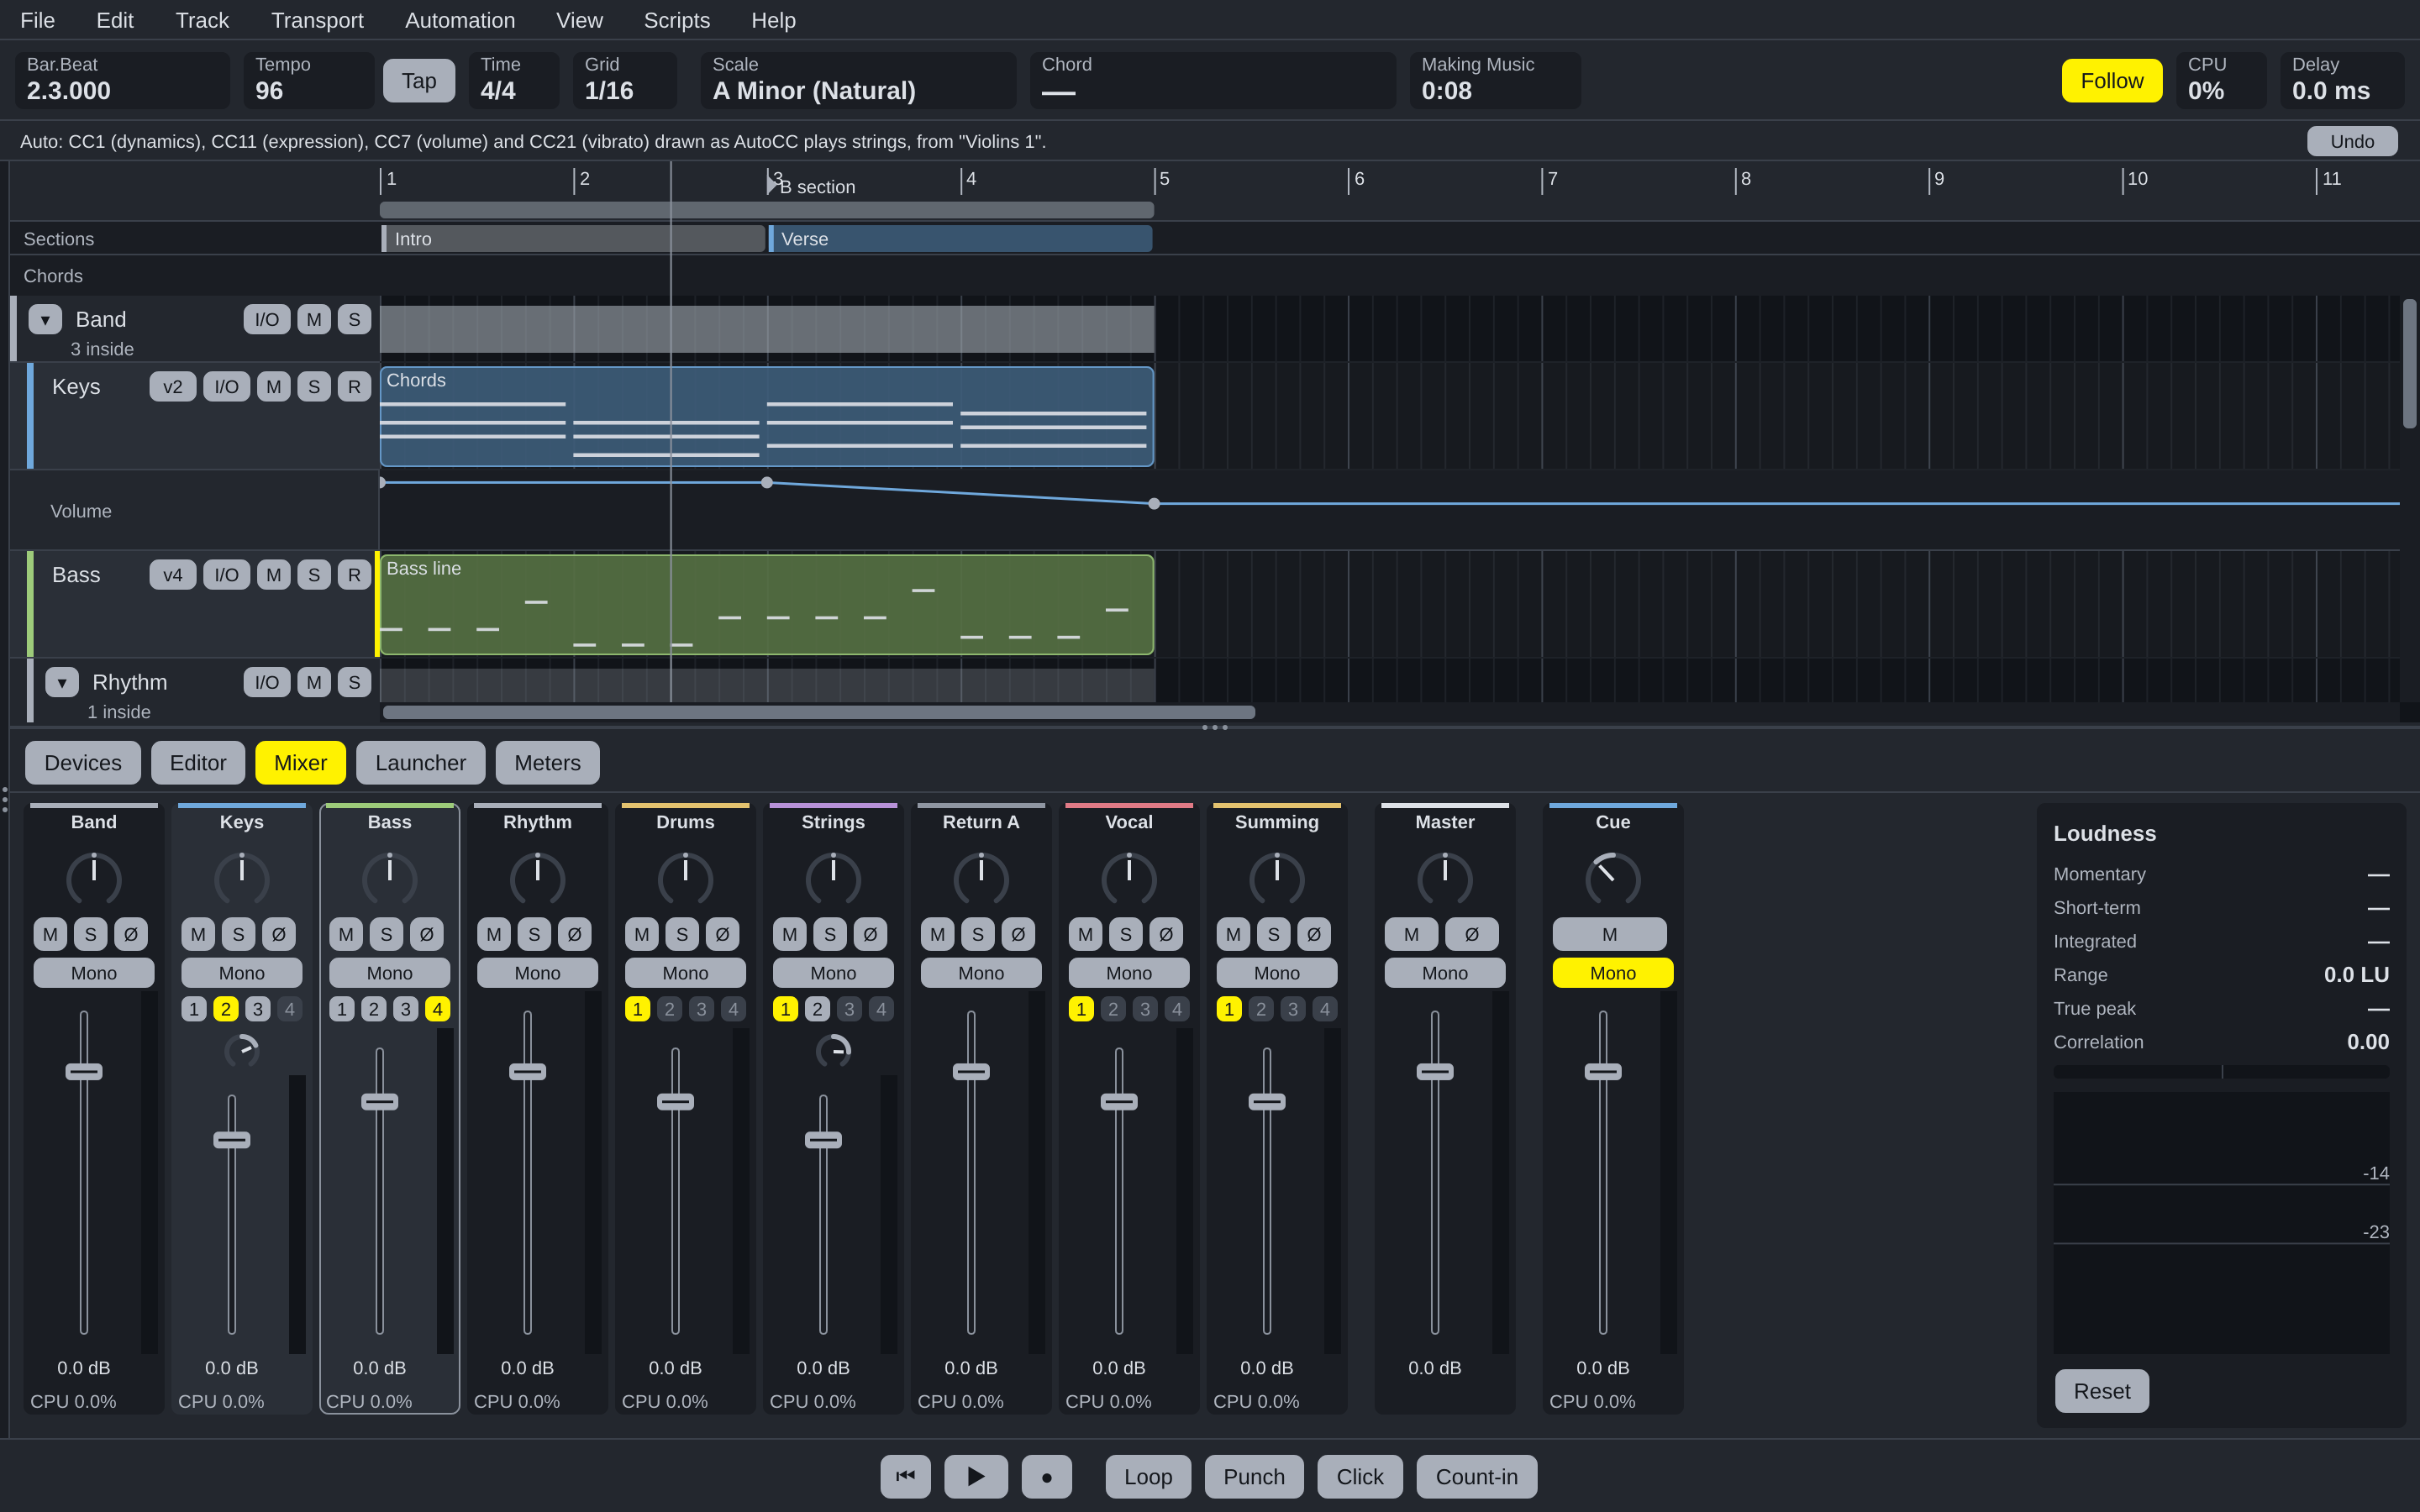 File Edit Track Transport Automation View Scripts Help
Bar.Beat Tempo Time Grid Scale Chord Making Music CPU Delay
2.3.000 96 Tap 4/4 1/16 A Minor (Natural) — 0:08 Follow 0% 0.0 ms
Auto: CC1 (dynamics), CC11 (expression), CC7 (volume) and CC21 (vibrato) drawn as AutoCC plays strings, from "Violins 1". Undo
1 2 3 B section 4 5 6 7 8 9 10 11
Sections Intro Verse
Chords
Band I/O M S
3 inside
Keys v2 I/O M S R Chords
Volume
Bass v4 I/O M S R Bass line
Rhythm I/O M S
1 inside
Devices Editor Mixer Launcher Meters
Band Keys Bass Rhythm Drums Strings Return A Vocal Summing Master Cue
M S Ø M S Ø M S Ø M S Ø M S Ø M S Ø M S Ø M S Ø M S Ø M Ø M
Mono Mono Mono Mono Mono Mono Mono Mono Mono Mono Mono
1 2 3 4 1 2 3 4 1 2 3 4 1 2 3 4 1 2 3 4 1 2 3 4
0.0 dB 0.0 dB 0.0 dB 0.0 dB 0.0 dB 0.0 dB 0.0 dB 0.0 dB 0.0 dB 0.0 dB 0.0 dB
CPU 0.0% CPU 0.0% CPU 0.0% CPU 0.0% CPU 0.0% CPU 0.0% CPU 0.0% CPU 0.0% CPU 0.0% CPU 0.0%
Loudness
Momentary —
Short-term —
Integrated —
Range 0.0 LU
True peak —
Correlation 0.00
-14
-23
Reset
Loop Punch Click Count-in